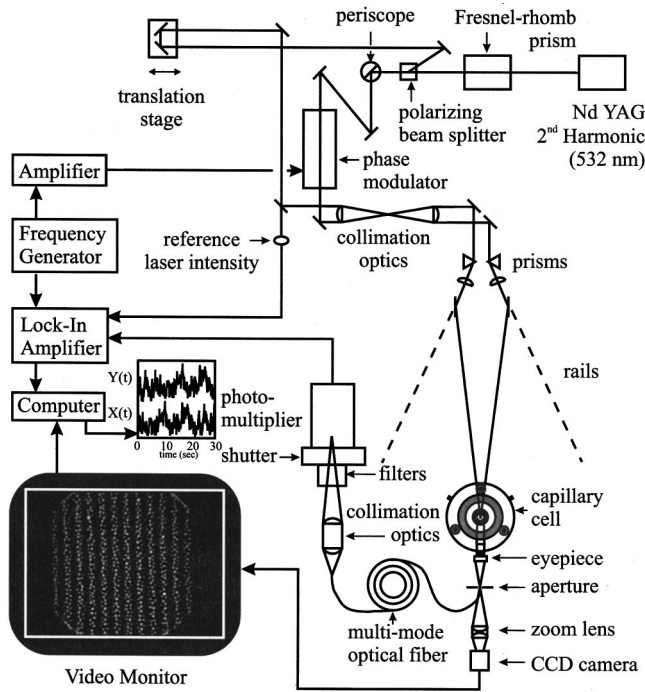 periscope
Fresnel-rhomb
prism
translation
stage
polarizing
beam splitter
Nd YAG
2nd Harmonic
(532 nm)
Amplifier
phase
modulator
Frequency
Generator
reference
laser intensity
collimation
optics
prisms
Lock-In
Amplifier
rails
Computer
Y(t)
X(t)
0 10 20 30
time (sec)
photo-
multiplier
shutter
filters
capillary
cell
collimation
optics
eyepiece
aperture
multi-mode
optical fiber
zoom lens
CCD camera
Video Monitor